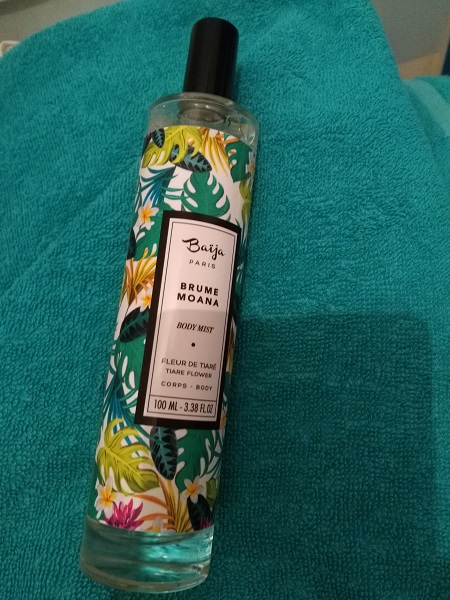 Baïja
PARIS
BRUME
MOANA
BODY MIST
FLEUR DE TIARÉ
TIARE FLOWER
CORPS - BODY
100 ML - 3.38 FL.OZ